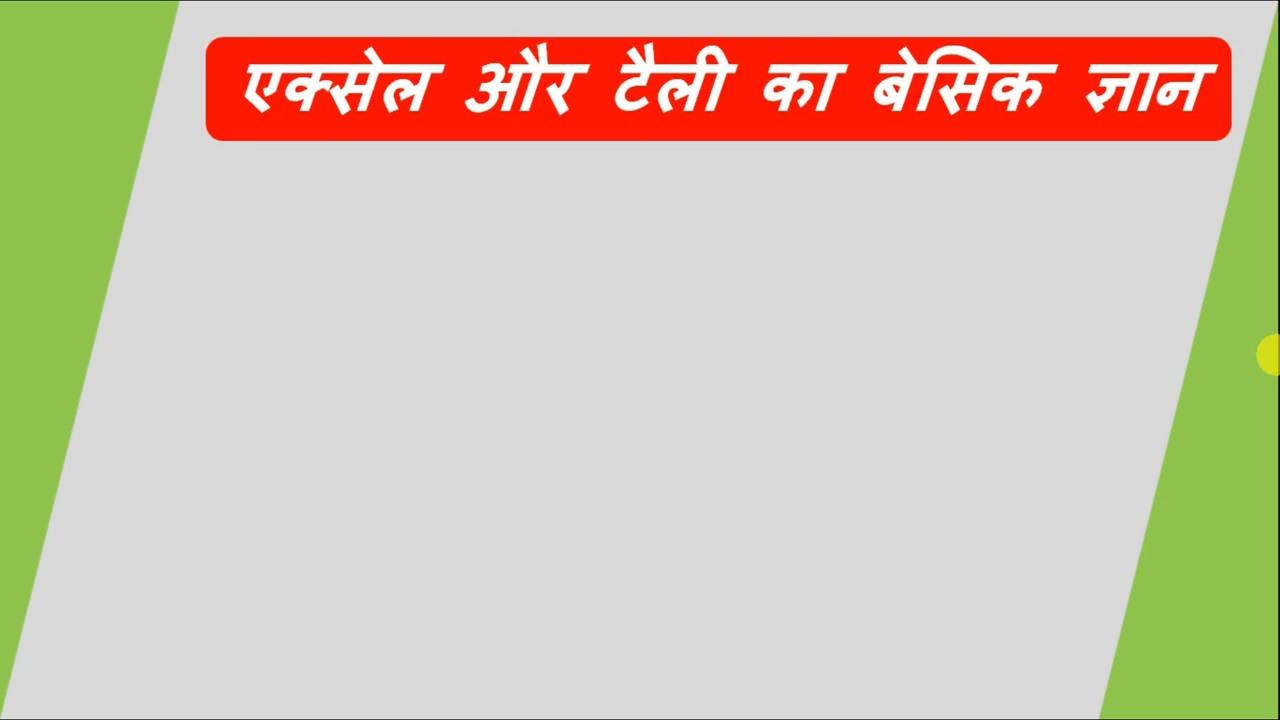 एक्सेल और टैली का बेसिक ज्ञान